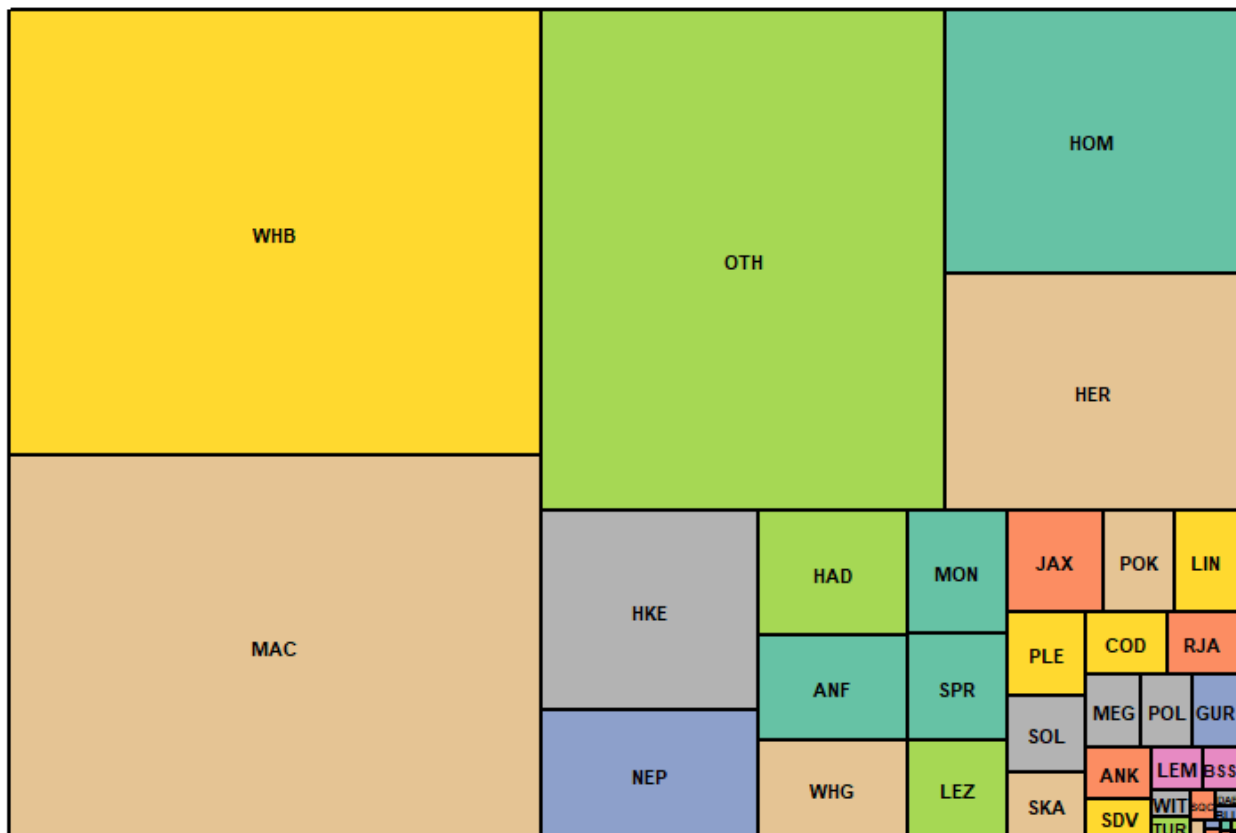 WHB
MAC
OTH
HOM
HER
HKE
NEP
HAD
ANF
WHG
MON
SPR
LEZ
JAX
POK
LIN
PLE
COD
RJA
SOL
MEG
POL
GUR
SKA
ANK
LEM
BSS
SDV
WIT
SQC
TUR